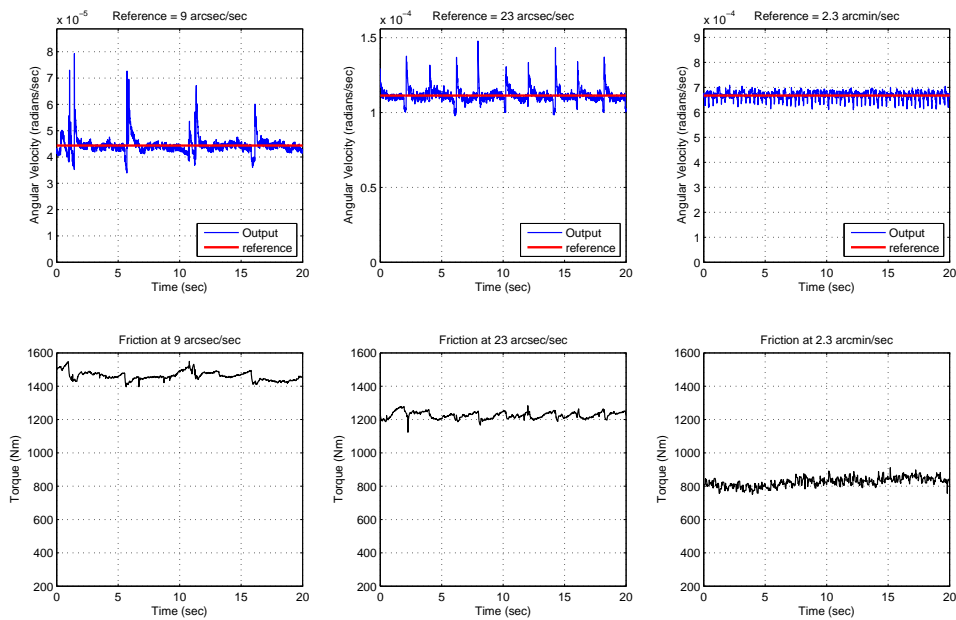 x 10⁻⁵
Reference = 9 arcsec/sec
Angular Velocity (radians/sec)
8
7
6
5
4
3
2
1
0
Output
reference
0 5 10 15 20
Time (sec)
x 10⁻⁴
Reference = 23 arcsec/sec
Angular Velocity (radians/sec)
1.5
1
0.5
0
Output
reference
0 5 10 15 20
Time (sec)
x 10⁻⁴
Reference = 2.3 arcmin/sec
Angular Velocity (radians/sec)
9
8
7
6
5
4
3
2
1
0
Output
reference
0 5 10 15 20
Time (sec)
Friction at 9 arcsec/sec
Torque (Nm)
1600
1400
1200
1000
800
600
400
200
0 5 10 15 20
Time (sec)
Friction at 23 arcsec/sec
Torque (Nm)
1600
1400
1200
1000
800
600
400
200
0 5 10 15 20
Time (sec)
Friction at 2.3 arcmin/sec
Torque (Nm)
1600
1400
1200
1000
800
600
400
200
0 5 10 15 20
Time (sec)